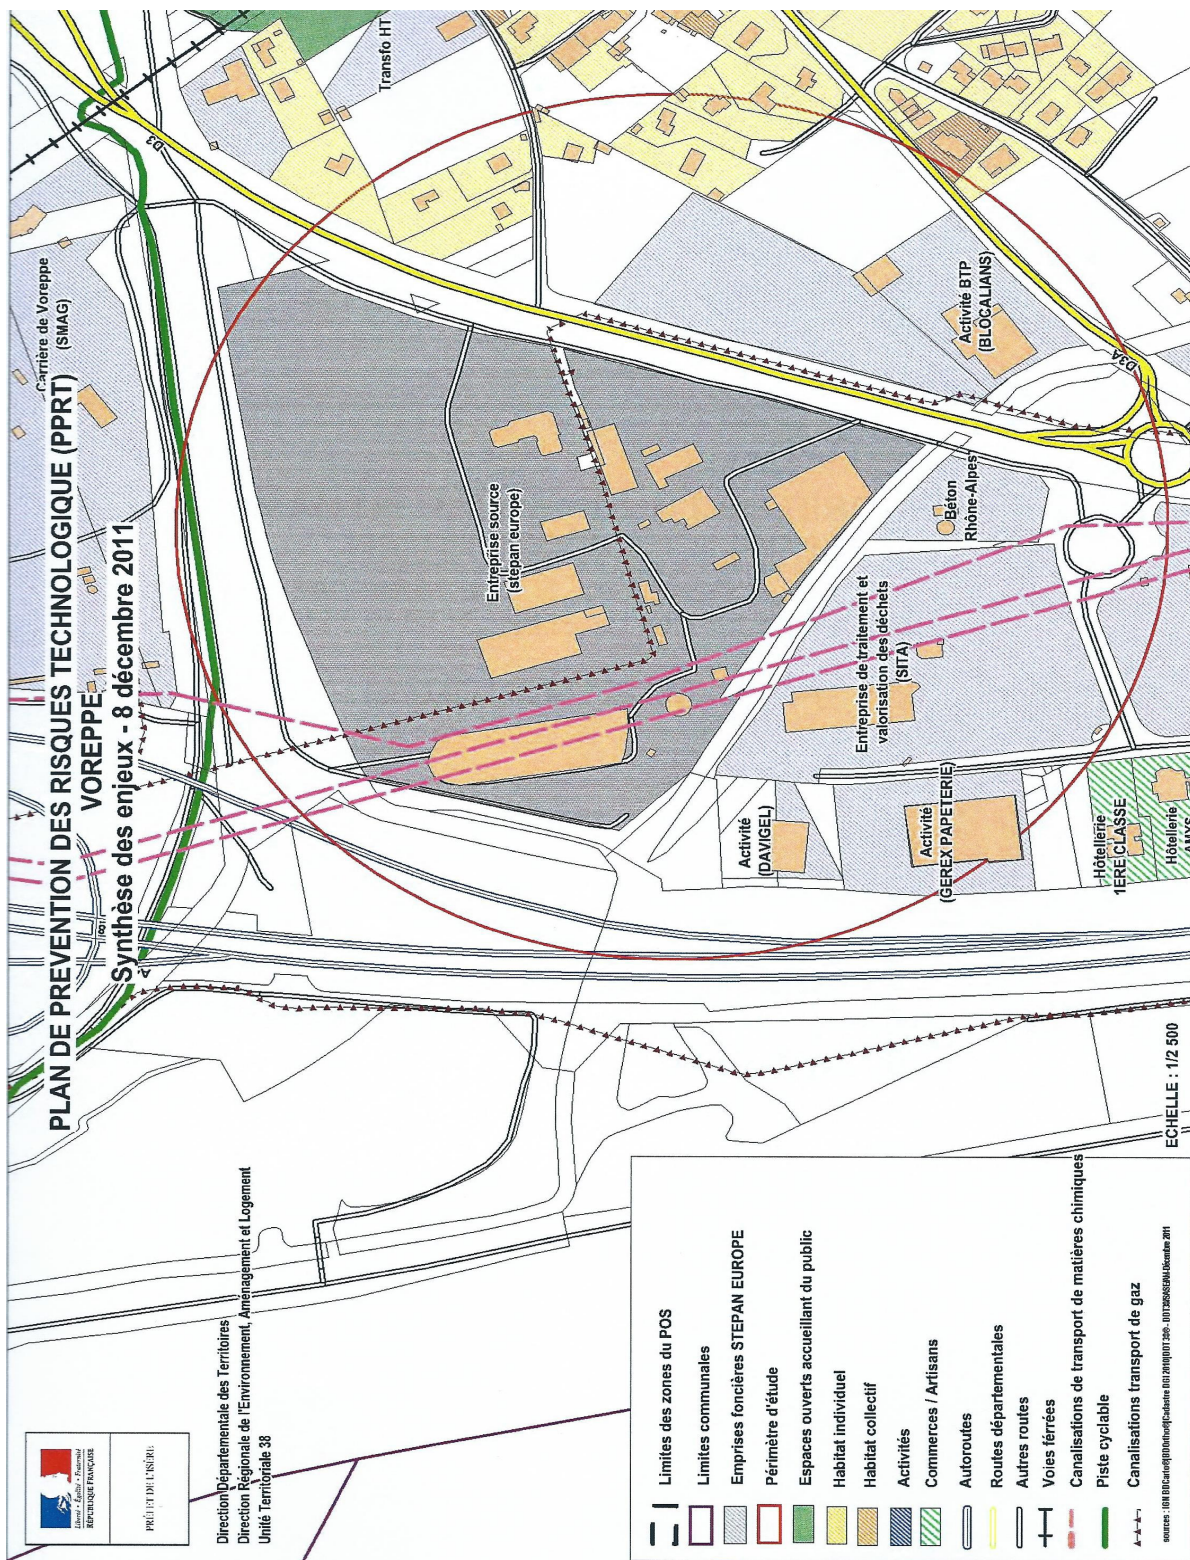 PLAN DE PREVENTION DES RISQUES TECHNOLOGIQUE (PPRT)
VOREPPE
Synthèse des enjeux - 8 décembre 2011
Liberté • Égalité • Fraternité
RÉPUBLIQUE FRANÇAISE
PRÉFET DE L'ISÈRE
Direction Départementale des Territoires
Direction Régionale de l'Environnement, Aménagement et Logement
Unité Territoriale 38
Carrière de Voreppe
(SMAG)
Transfo HT
D3
Entreprise source
(stepan europe)
Activité BTP
(BLOCALIANS)
D3A
Béton
Rhône-Alpes
Entreprise de traitement et
valorisation des déchets
(SITA)
Activité
(DAVIGEL)
Activité
(GEREX PAPETERIE)
Hôtellerie
1ERE CLASSE
Hôtellerie
Limites des zones du POS
Limites communales
Emprises foncières STEPAN EUROPE
Périmètre d'étude
Espaces ouverts accueillant du public
Habitat individuel
Habitat collectif
Activités
Commerces / Artisans
Autoroutes
Routes départementales
Autres routes
Voies ferrées
Canalisations de transport de matières chimiques
Piste cyclable
Canalisations transport de gaz
ECHELLE : 1/2 500